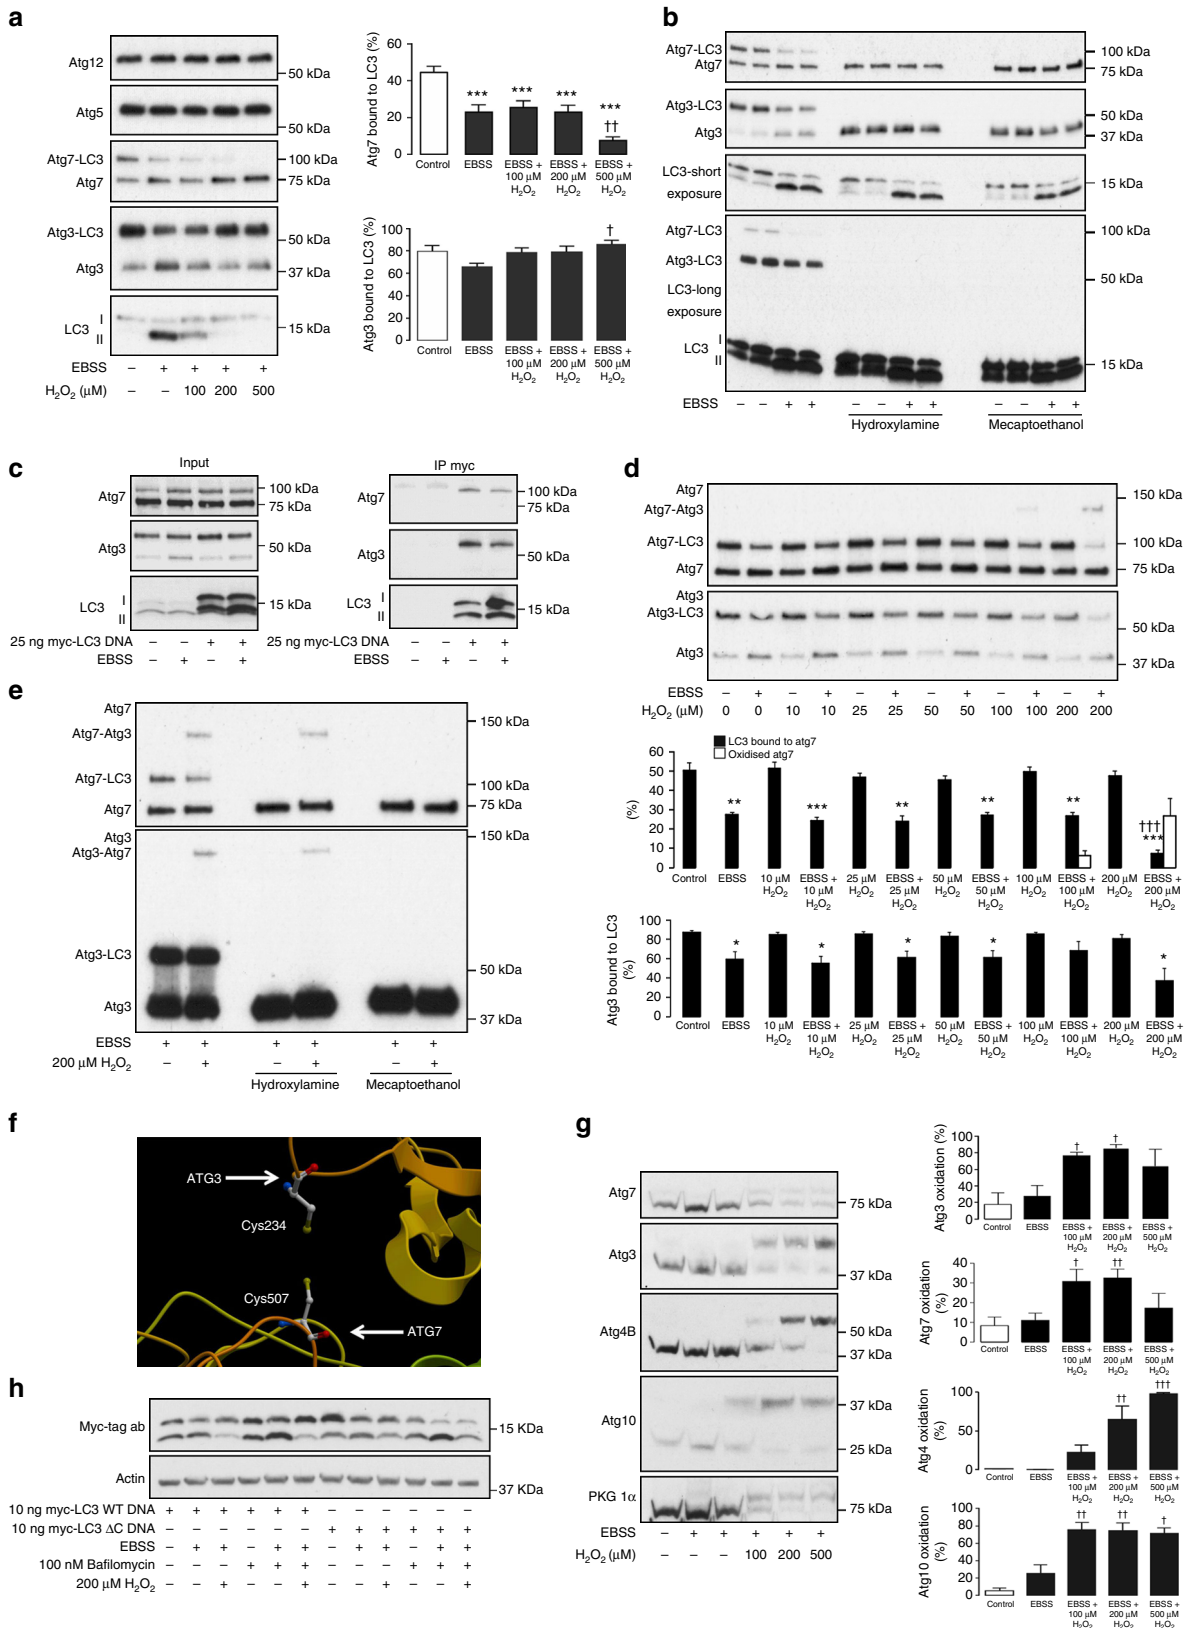 a
Atg12
50 kDa
Atg5
50 kDa
Atg7-LC3
100 kDa
Atg7
75 kDa
Atg3-LC3
50 kDa
Atg3
37 kDa
LC3 I II
15 kDa
EBSS – + + + +
H₂O₂ (μM) – – 100 200 500
Atg7 bound to LC3 (%)
60
40
20
0
*** *** *** *** ††
Control EBSS EBSS + 100 μM H₂O₂ EBSS + 200 μM H₂O₂ EBSS + 500 μM H₂O₂
Atg3 bound to LC3 (%)
100
80
60
40
20
0
†
Control EBSS EBSS + 100 μM H₂O₂ EBSS + 200 μM H₂O₂ EBSS + 500 μM H₂O₂
b
Atg7-LC3
100 kDa
Atg7
75 kDa
Atg3-LC3
50 kDa
Atg3
37 kDa
LC3-short
exposure
15 kDa
Atg7-LC3
100 kDa
Atg3-LC3
50 kDa
LC3-long
exposure
LC3 I II
15 kDa
EBSS – – + + – – + + – – + +
Hydroxylamine Mecaptoethanol
c
Input
Atg7
100 kDa
75 kDa
Atg3
50 kDa
LC3 I II
15 kDa
25 ng myc-LC3 DNA – – + +
EBSS – + – +
IP myc
Atg7
100 kDa
75 kDa
Atg3
50 kDa
LC3 I II
15 kDa
25 ng myc-LC3 DNA – – + +
EBSS – + – +
d
Atg7
150 kDa
Atg7-Atg3
Atg7-LC3
100 kDa
Atg7
75 kDa
Atg3
Atg3-LC3
50 kDa
Atg3
37 kDa
EBSS – + – + – + – + – + – +
H₂O₂ (μM) 0 0 10 10 25 25 50 50 100 100 200 200
LC3 bound to atg7
Oxidised atg7
(%)
60
50
40
30
20
10
0
** *** ** ** ** ††† ***
Control EBSS 10 μM H₂O₂ EBSS + 10 μM H₂O₂ 25 μM H₂O₂ EBSS + 25 μM H₂O₂ 50 μM H₂O₂ EBSS + 50 μM H₂O₂ 100 μM H₂O₂ EBSS + 100 μM H₂O₂ 200 μM H₂O₂ EBSS + 200 μM H₂O₂
Atg3 bound to LC3 (%)
100
80
60
40
20
0
* * * * *
Control EBSS 10 μM H₂O₂ EBSS + 10 μM H₂O₂ 25 μM H₂O₂ EBSS + 25 μM H₂O₂ 50 μM H₂O₂ EBSS + 50 μM H₂O₂ 100 μM H₂O₂ EBSS + 100 μM H₂O₂ 200 μM H₂O₂ EBSS + 200 μM H₂O₂
e
Atg7
150 kDa
Atg7-Atg3
Atg7-LC3
100 kDa
Atg7
75 kDa
Atg3
150 kDa
Atg3-Atg7
Atg3-LC3
50 kDa
Atg3
37 kDa
EBSS + + + + + +
200 μM H₂O₂ – + – + – +
Hydroxylamine Mecaptoethanol
f
ATG3
Cys234
Cys507
ATG7
g
Atg7
75 kDa
Atg3
37 kDa
Atg4B
50 kDa
37 kDa
Atg10
37 kDa
25 kDa
PKG 1α
75 kDa
EBSS – + + + + +
H₂O₂ (μM) – – – 100 200 500
Atg3 oxidation (%)
100
80
60
40
20
0
† †
Control EBSS EBSS + 100 μM H₂O₂ EBSS + 200 μM H₂O₂ EBSS + 500 μM H₂O₂
Atg7 oxidation (%)
40
30
20
10
0
† ††
Control EBSS EBSS + 100 μM H₂O₂ EBSS + 200 μM H₂O₂ EBSS + 500 μM H₂O₂
Atg4 oxidation (%)
100
50
0
†† †††
Control EBSS EBSS + 100 μM H₂O₂ EBSS + 200 μM H₂O₂ EBSS + 500 μM H₂O₂
Atg10 oxidation (%)
100
80
60
40
20
0
†† †† †
Control EBSS EBSS + 100 μM H₂O₂ EBSS + 200 μM H₂O₂ EBSS + 500 μM H₂O₂
h
Myc-tag ab
15 KDa
Actin
37 KDa
10 ng myc-LC3 WT DNA + + + + + + – – – – – –
10 ng myc-LC3 ΔC DNA – – – – – – + + + + + +
EBSS – + + – + + – + + – + +
100 nM Bafilomycin – – – + + + – – – + + +
200 μM H₂O₂ – – + – – + – – + – – +